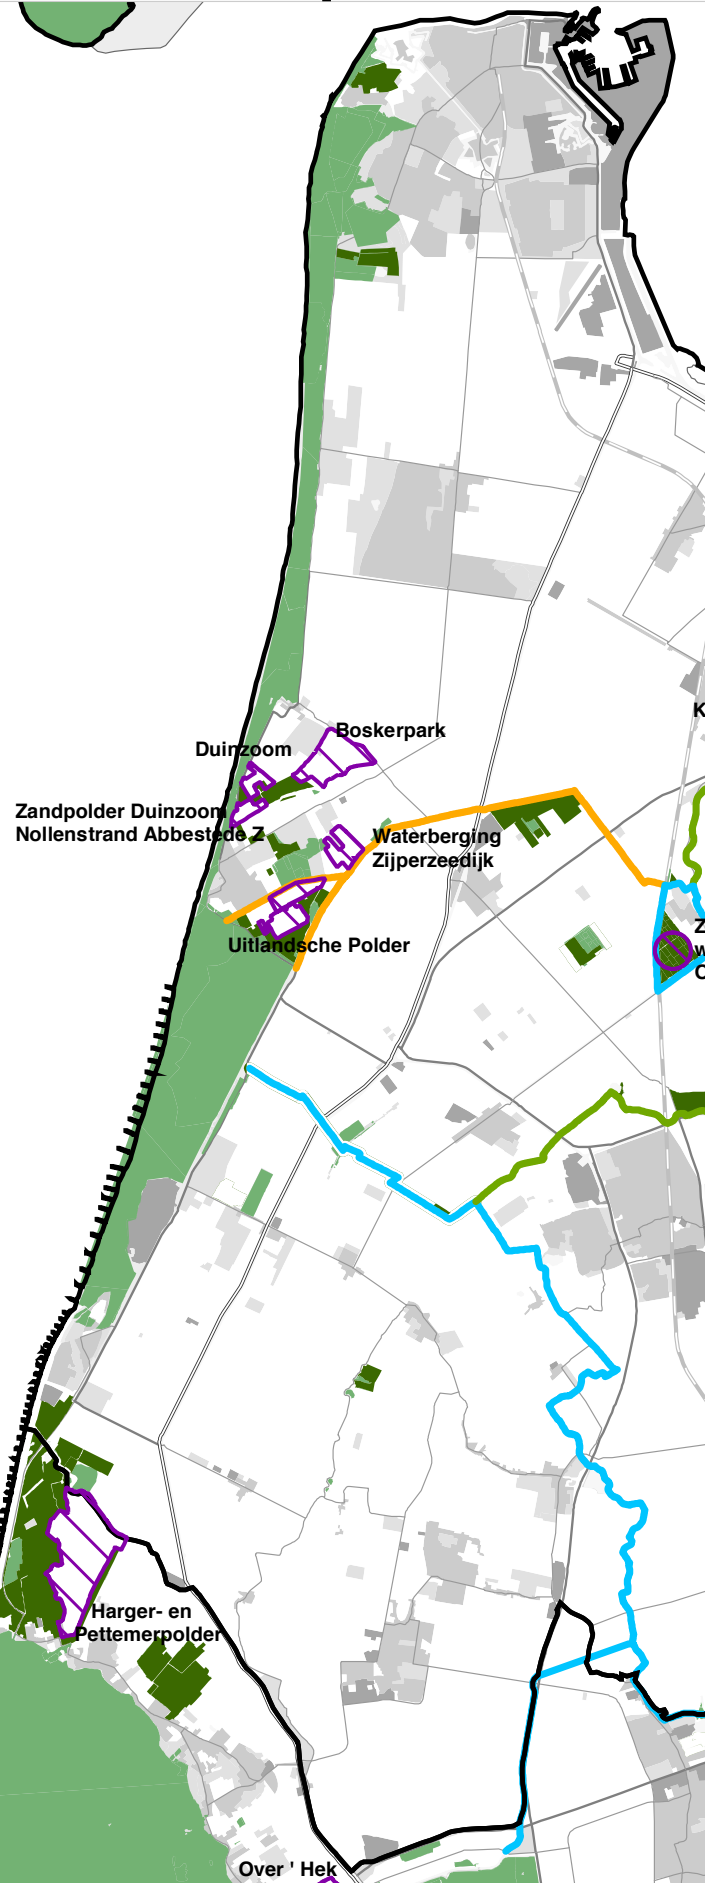 Boskerpark
K
Duinzoom
Zandpolder Duinzoom
Nollenstrand Abbestede Z
Waterberging
Zijperzeedijk
Z
w
C
Uitlandsche Polder
Harger- en
Pettemerpolder
Over ' Hek